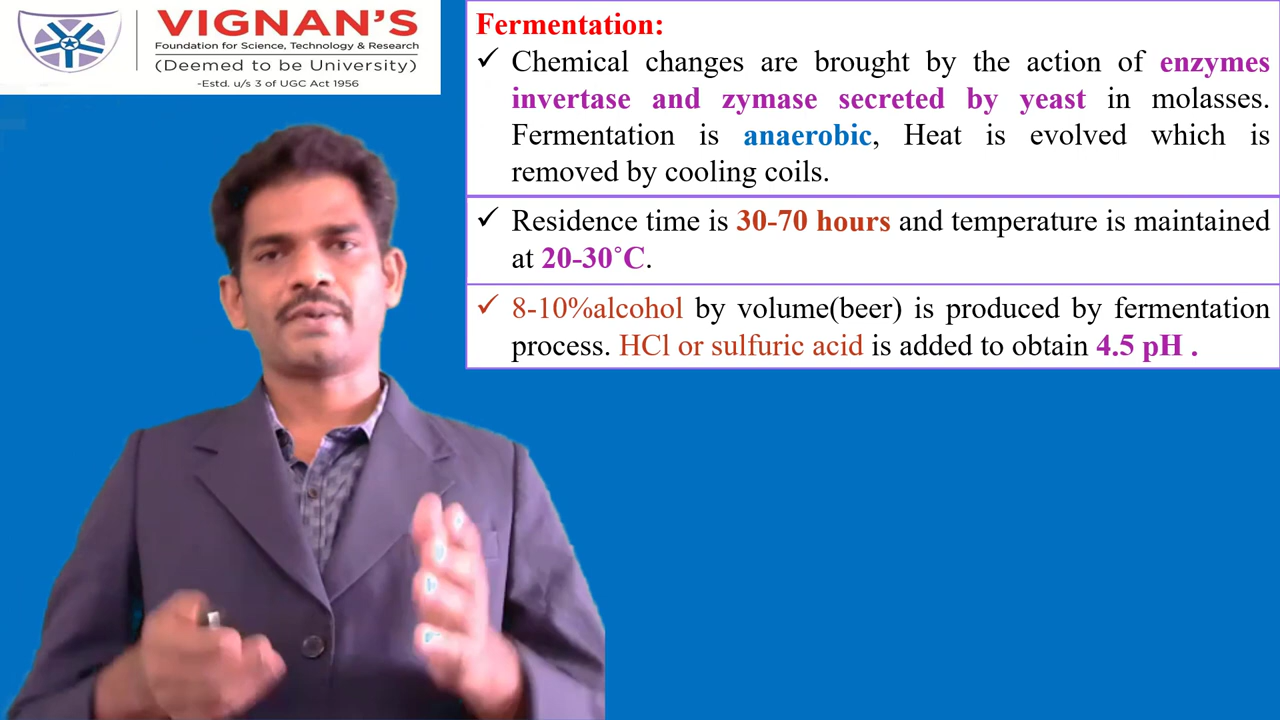 VIGNAN'S
Foundation for Science, Technology & Research
(Deemed to be University)
-Estd. u/s 3 of UGC Act 1956
Fermentation:
✓ Chemical changes are brought by the action of enzymes
invertase and zymase secreted by yeast in molasses.
Fermentation is anaerobic, Heat is evolved which is
removed by cooling coils.
✓ Residence time is 30-70 hours and temperature is maintained
at 20-30˚C.
✓ 8-10%alcohol by volume(beer) is produced by fermentation
process. HCl or sulfuric acid is added to obtain 4.5 pH .